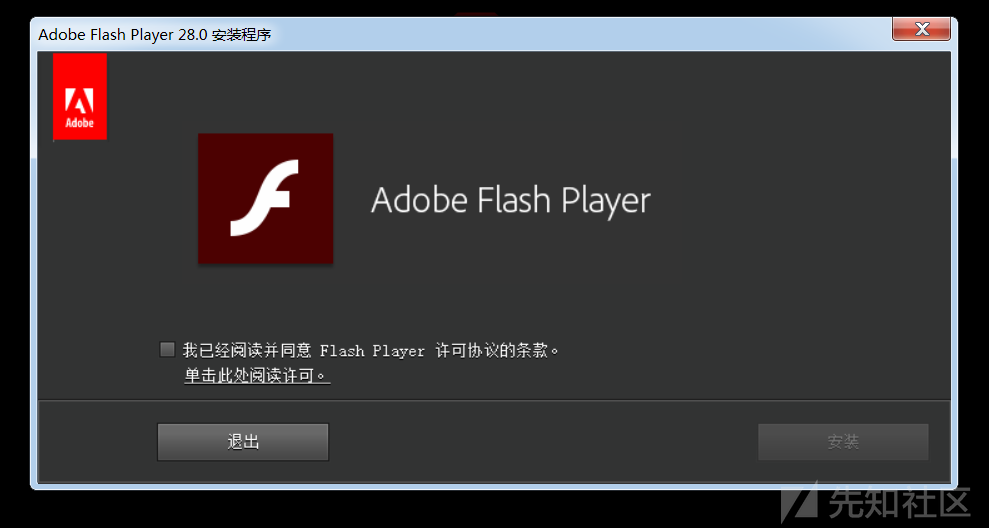 Adobe Flash Player 28.0 安装程序
Adobe
Adobe Flash Player
我已经阅读并同意 Flash Player 许可协议的条款。
单击此处阅读许可。
退出
安装
先知社区